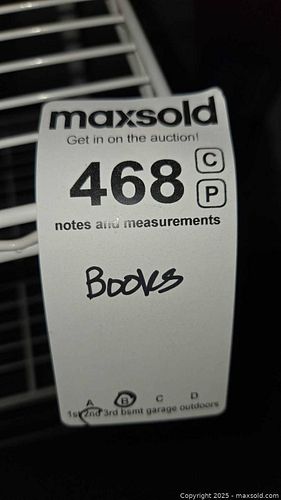 maxsold
Get in on the auction!
468 C
P
notes and measurements
Books
A B C D
1st 2nd 3rd bsmt garage outdoors
Copyright © 2025 - maxsold.com